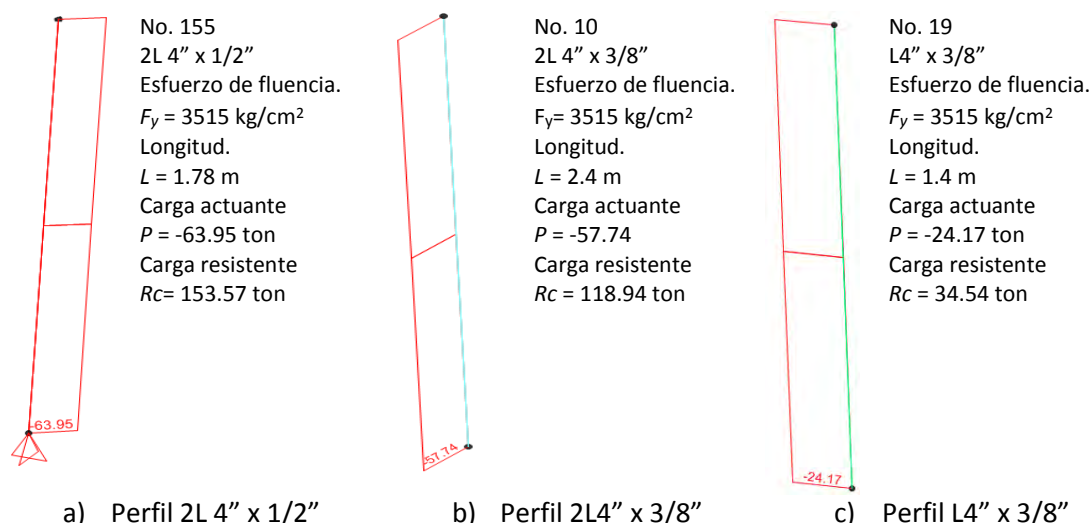 No. 155
2L 4” x 1/2”
Esfuerzo de fluencia.
Fy = 3515 kg/cm²
Longitud.
L = 1.78 m
Carga actuante
P = -63.95 ton
Carga resistente
Rc= 153.57 ton
-63.95
a) Perfil 2L 4” x 1/2”
No. 10
2L 4” x 3/8”
Esfuerzo de fluencia.
Fy= 3515 kg/cm²
Longitud.
L = 2.4 m
Carga actuante
P = -57.74
Carga resistente
Rc = 118.94 ton
-57.74
b) Perfil 2L4” x 3/8”
No. 19
L4” x 3/8”
Esfuerzo de fluencia.
Fy = 3515 kg/cm²
Longitud.
L = 1.4 m
Carga actuante
P = -24.17 ton
Carga resistente
Rc = 34.54 ton
-24.17
c) Perfil L4” x 3/8”